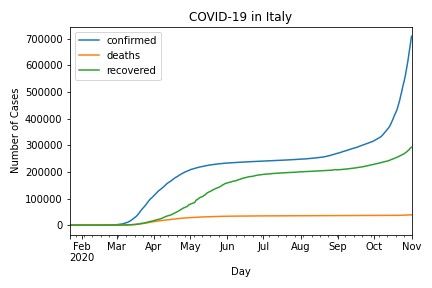 COVID-19 in Italy
confirmed
deaths
recovered
Number of Cases
700000
600000
500000
400000
300000
200000
100000
0
Feb Mar Apr May Jun Jul Aug Sep Oct Nov
2020
Day